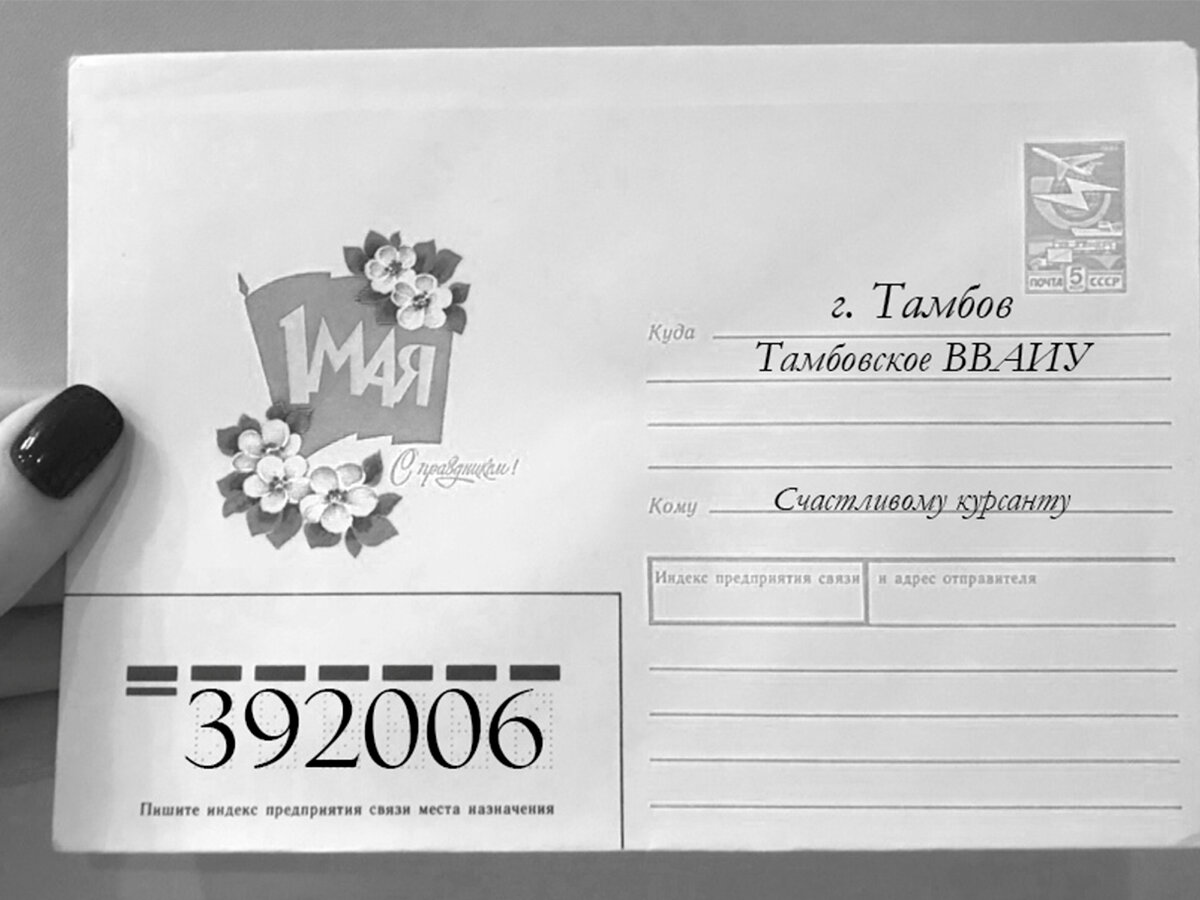 1 МАЯ
С праздником!
ПОЧТА 5 КОП СССР
Куда г. Тамбов
Тамбовское ВВАИУ
Кому Счастливому курсанту
Индекс предприятия связи и адрес отправителя
392006
Пишите индекс предприятия связи места назначения